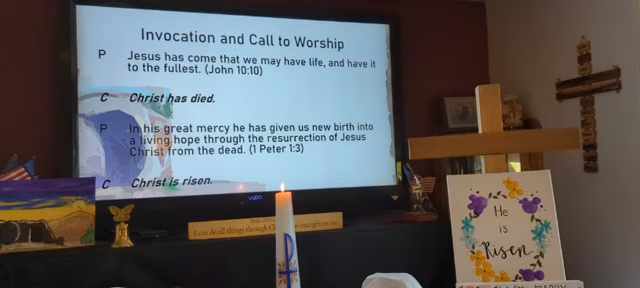 Invocation and Call to Worship
P Jesus has come that we may have life, and have it
to the fullest. (John 10:10)
C Christ has died.
P In his great mercy he has given us new birth into
a living hope through the resurrection of Jesus
Christ from the dead. (1 Peter 1:3)
C Christ is risen.
VIZIO
I can do all things through
He
is
Risen
HAPPY